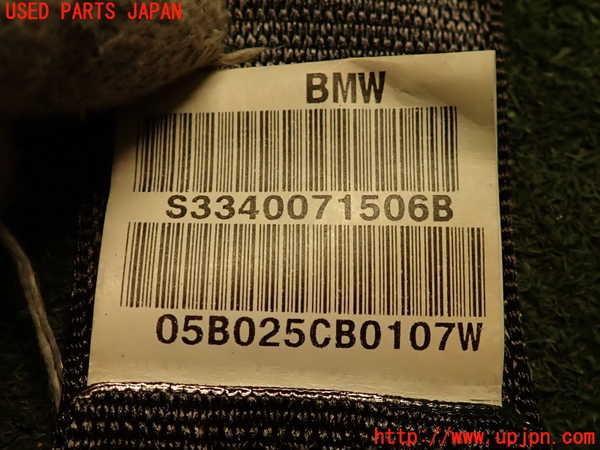 USED PARTS JAPAN
BMW
S3340071506B
05B025CB0107W
http://www.upjpn.com/